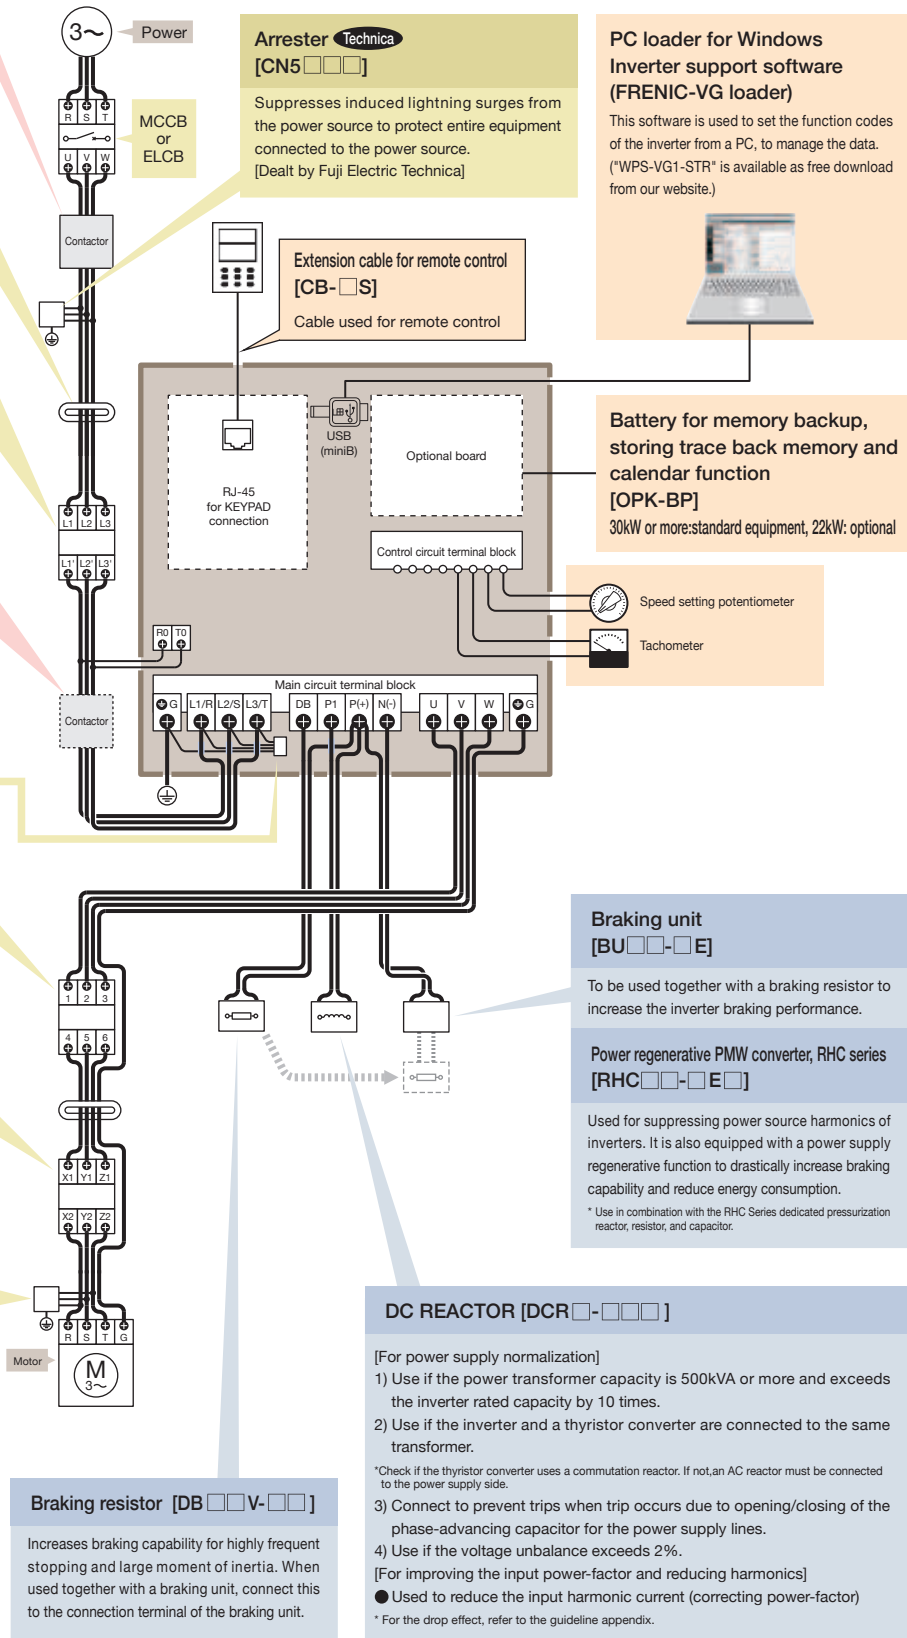 3～
Power
R S T
U V W
MCCB
or
ELCB
Contactor
Arrester Technica
[CN5□□□]
Suppresses induced lightning surges from
the power source to protect entire equipment
connected to the power source.
[Dealt by Fuji Electric Technica]
PC loader for Windows
Inverter support software
(FRENIC-VG loader)
This software is used to set the function codes
of the inverter from a PC, to manage the data.
("WPS-VG1-STR" is available as free download
from our website.)
Extension cable for remote control
[CB-□S]
Cable used for remote control
USB
(miniB)
RJ-45
for KEYPAD
connection
Optional board
Battery for memory backup,
storing trace back memory and
calendar function
[OPK-BP]
30kW or more:standard equipment, 22kW: optional
L1 L2 L3
L1' L2' L3'
Control circuit terminal block
Speed setting potentiometer
Tachometer
R0 T0
Main circuit terminal block
G L1/R L2/S L3/T DB P1 P(+) N(-) U V W G
Contactor
1 2 3
4 5 6
X1 Y1 Z1
X2 Y2 Z2
R S T G
Motor
M
3～
Braking unit
[BU□□-□E]
To be used together with a braking resistor to
increase the inverter braking performance.
Power regenerative PMW converter, RHC series
[RHC□□-□E□]
Used for suppressing power source harmonics of
inverters. It is also equipped with a power supply
regenerative function to drastically increase braking
capability and reduce energy consumption.
* Use in combination with the RHC Series dedicated pressurization
reactor, resistor, and capacitor.
DC REACTOR [DCR□-□□□]
[For power supply normalization]
1) Use if the power transformer capacity is 500kVA or more and exceeds
the inverter rated capacity by 10 times.
2) Use if the inverter and a thyristor converter are connected to the same
transformer.
*Check if the thyristor converter uses a commutation reactor. If not,an AC reactor must be connected
to the power supply side.
3) Connect to prevent trips when trip occurs due to opening/closing of the
phase-advancing capacitor for the power supply lines.
4) Use if the voltage unbalance exceeds 2%.
[For improving the input power-factor and reducing harmonics]
● Used to reduce the input harmonic current (correcting power-factor)
* For the drop effect, refer to the guideline appendix.
Braking resistor [DB□□V-□□]
Increases braking capability for highly frequent
stopping and large moment of inertia. When
used together with a braking unit, connect this
to the connection terminal of the braking unit.